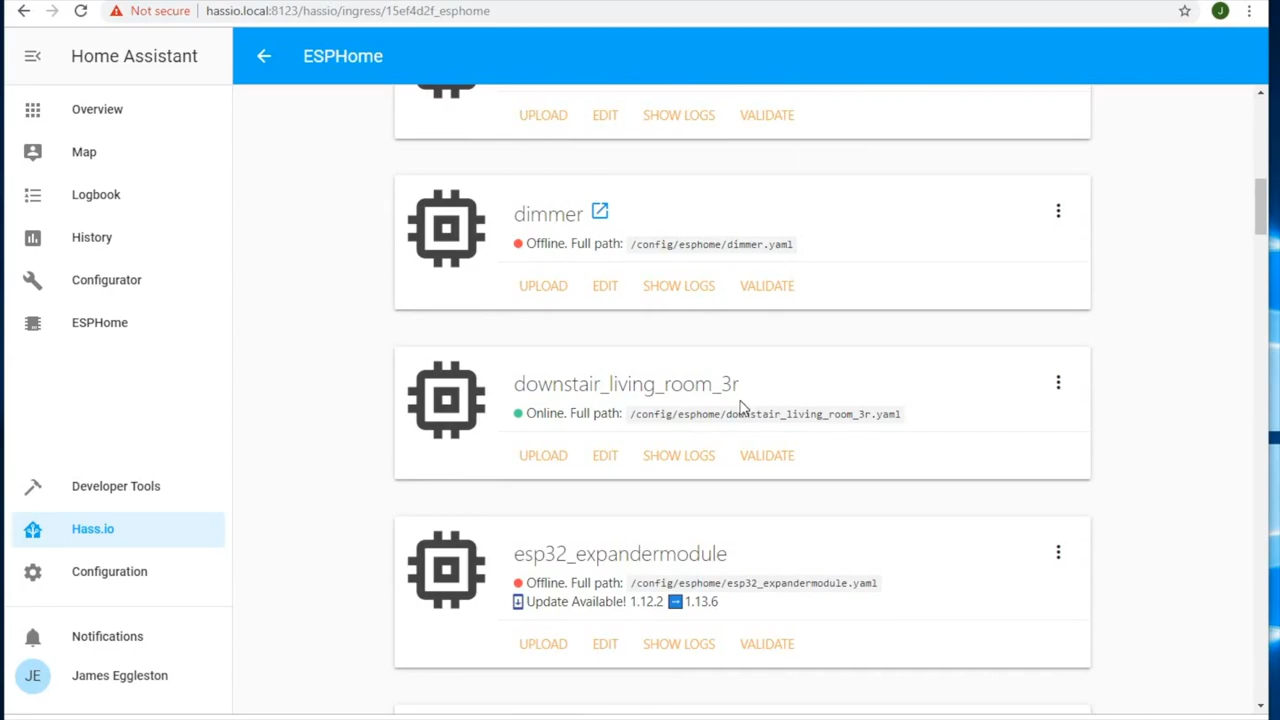 Not secure hassio.local:8123/hassio/ingress/15ef4d2f_esphome
J
Home Assistant
ESPHome
Overview
Map
Logbook
History
Configurator
ESPHome
Developer Tools
Hass.io
Configuration
Notifications
JE James Eggleston
UPLOAD EDIT SHOW LOGS VALIDATE
dimmer
Offline. Full path: /config/esphome/dimmer.yaml
UPLOAD EDIT SHOW LOGS VALIDATE
downstair_living_room_3r
Online. Full path: /config/esphome/downstair_living_room_3r.yaml
UPLOAD EDIT SHOW LOGS VALIDATE
esp32_expandermodule
Offline. Full path: /config/esphome/esp32_expandermodule.yaml
Update Available! 1.12.2 ➡ 1.13.6
UPLOAD EDIT SHOW LOGS VALIDATE